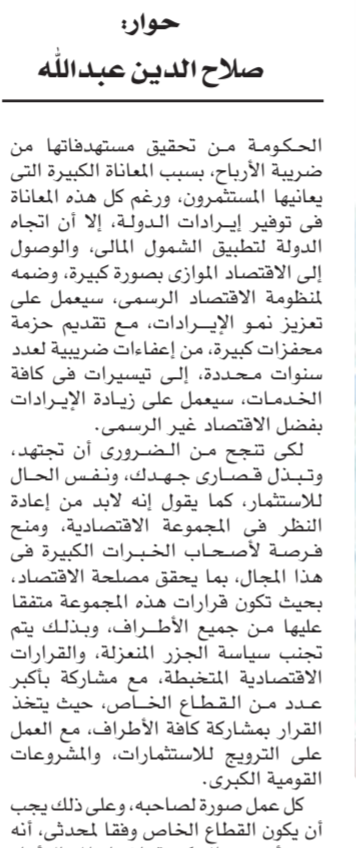 حوار:
صلاح الدين عبدالله
الحكومة من تحقيق مستهدفاتها من
ضريبة الأرباح، بسبب المعاناة الكبيرة التى
يعانيها المستثمرون، ورغم كل هذه المعاناة
فى توفير إيرادات الدولة، إلا أن اتجاه
الدولة لتطبيق الشمول المالى، والوصول
إلى الاقتصاد الموازى بصورة كبيرة، وضمه
لمنظومة الاقتصاد الرسمى، سيعمل على
تعزيز نمو الإيرادات، مع تقديم حزمة
محفزات كبيرة، من إعفاءات ضريبية لعدد
سنوات محددة، إلى تيسيرات فى كافة
الخدمات، سيعمل على زيادة الإيرادات
بفضل الاقتصاد غير الرسمى.
لكى تنجح من الضرورى أن تجتهد،
وتبذل قصارى جهدك، ونفس الحال
للاستثمار، كما يقول إنه لابد من إعادة
النظر فى المجموعة الاقتصادية، ومنح
فرصة لأصحاب الخبرات الكبيرة فى
هذا المجال، بما يحقق مصلحة الاقتصاد،
بحيث تكون قرارات هذه المجموعة متفقا
عليها من جميع الأطراف، وبذلك يتم
تجنب سياسة الجزر المنعزلة، والقرارات
الاقتصادية المتخبطة، مع مشاركة بأكبر
عدد من القطاع الخاص، حيث يتخذ
القرار بمشاركة كافة الأطراف، مع العمل
على الترويج للاستثمارات، والمشروعات
القومية الكبرى.
كل عمل صورة لصاحبه، وعلى ذلك يجب
أن يكون القطاع الخاص وفقا لمحدثى، أنه